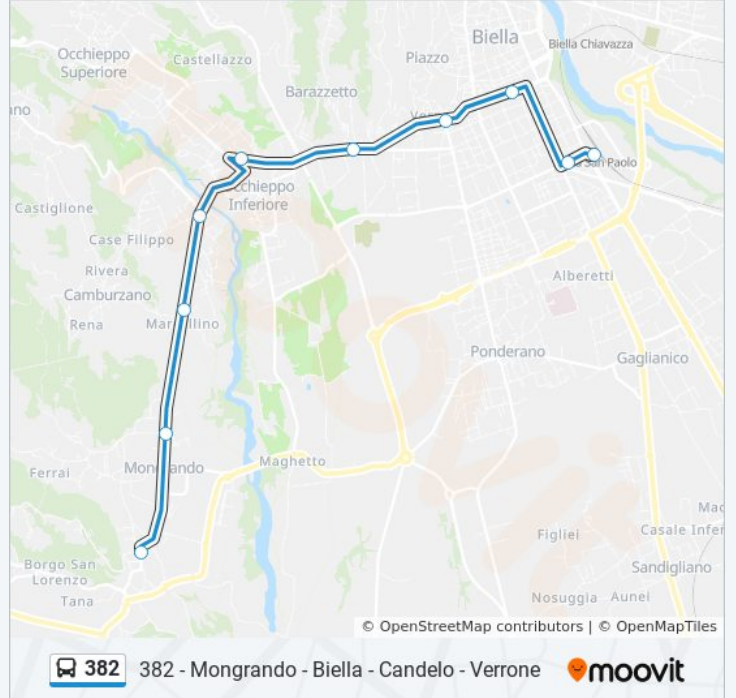 Biella
Biella Chiavazza
Occhieppo
Superiore
Castellazzo
Piazzo
Barazzetto
San Paolo
cchieppo
Inferiore
Castiglione
Case Filippo
Rivera
Camburzano
Rena
Alberetti
Ponderano
Gaglianico
Maghetto
Ferrai
Figliei
Casale Infer
Sandigliano
Borgo San
Lorenzo
Tana
Nosuggia
Aunei
© OpenStreetMap contributors | © OpenMapTiles
382
382 - Mongrando - Biella - Candelo - Verrone
moovit